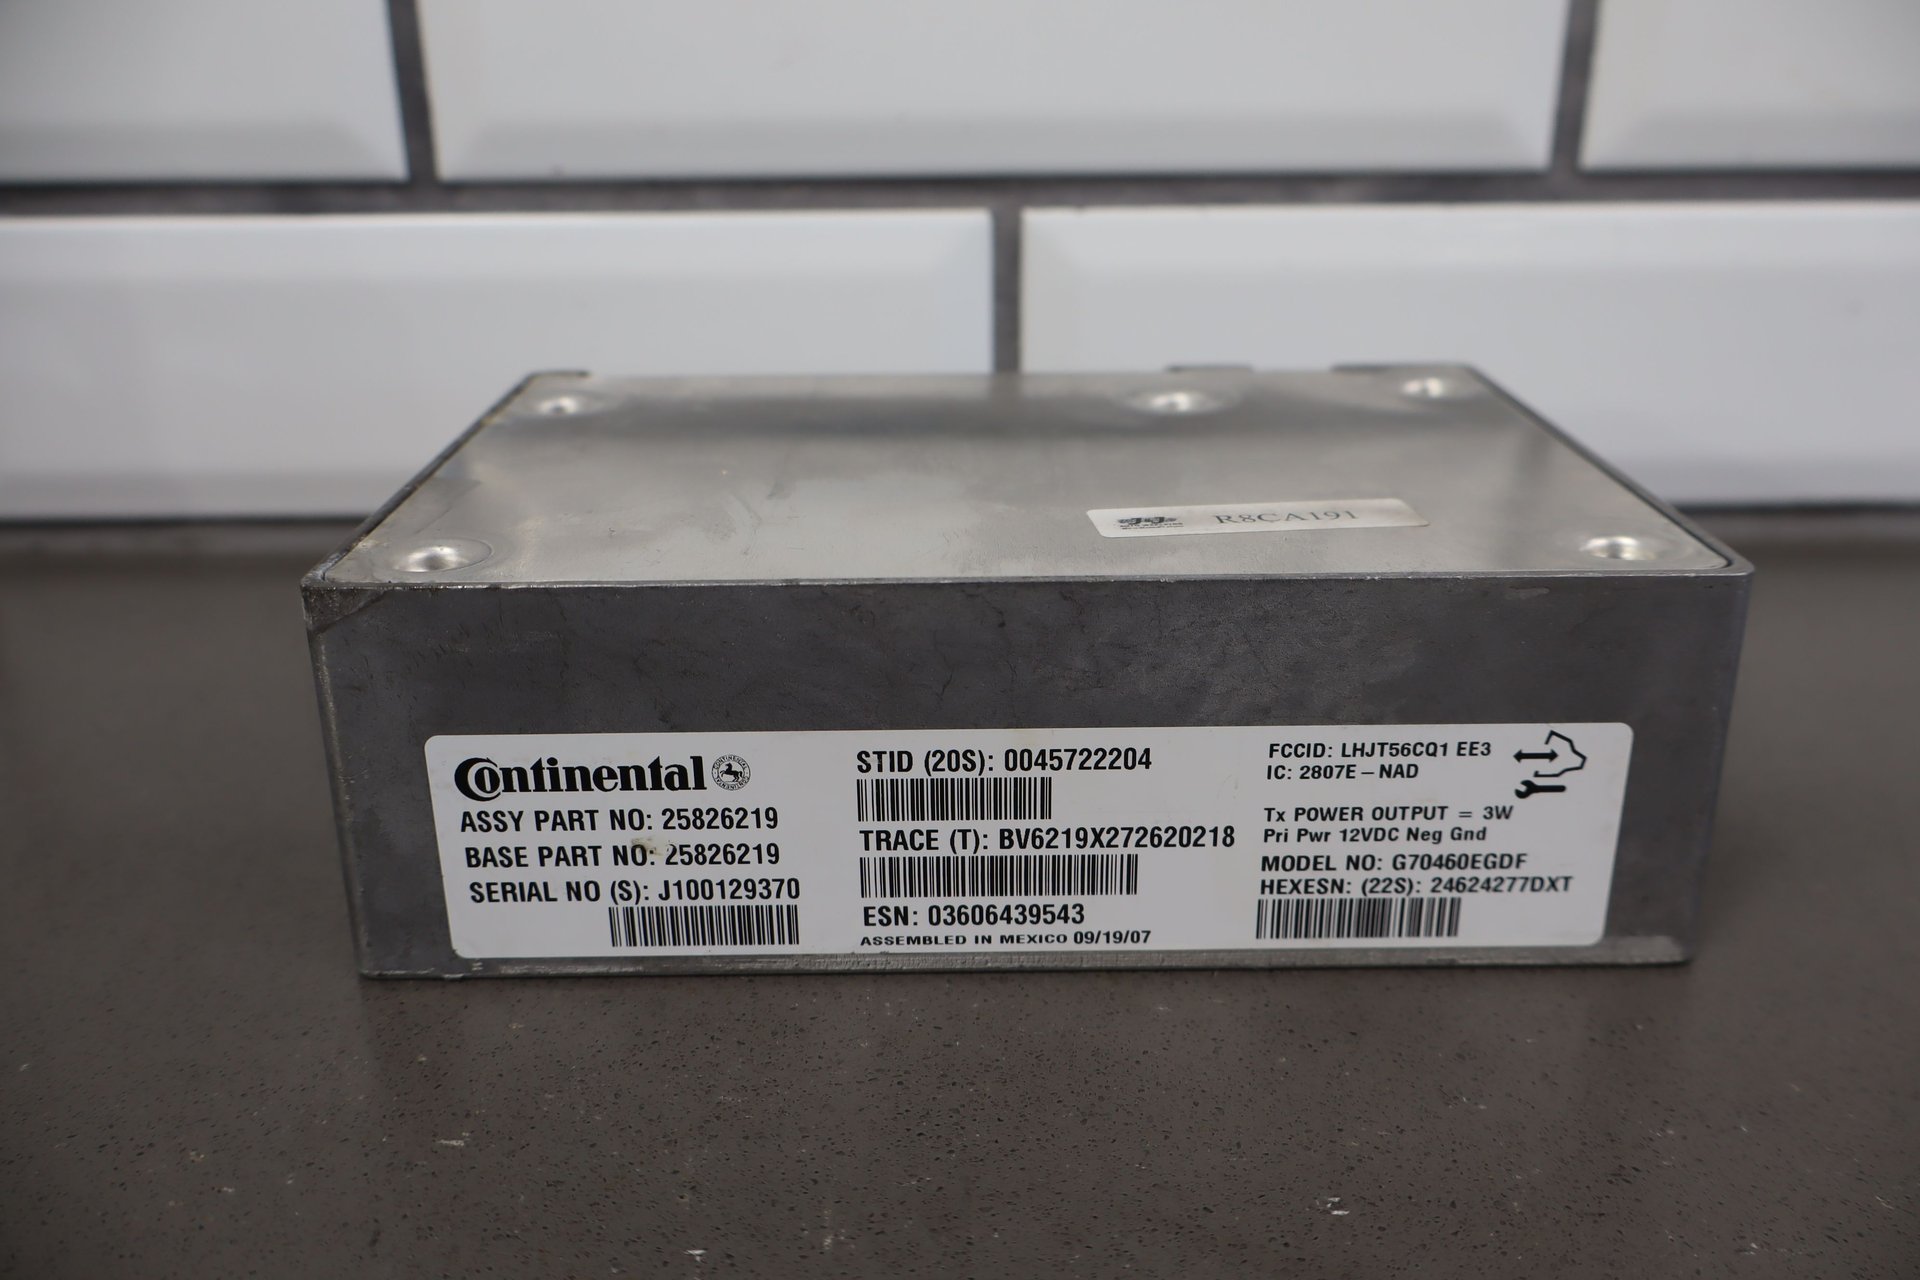 R8CA191
Continental
ASSY PART NO: 25826219
BASE PART NO: 25826219
SERIAL NO (S): J100129370
STID (20S): 0045722204
TRACE (T): BV6219X272620218
ESN: 03606439543
ASSEMBLED IN MEXICO 09/19/07
FCCID: LHJT56CQ1 EE3
IC: 2807E-NAD
Tx POWER OUTPUT = 3W
Pri Pwr 12VDC Neg Gnd
MODEL NO: G70460EGDF
HEXESN: (22S): 24624277DXT